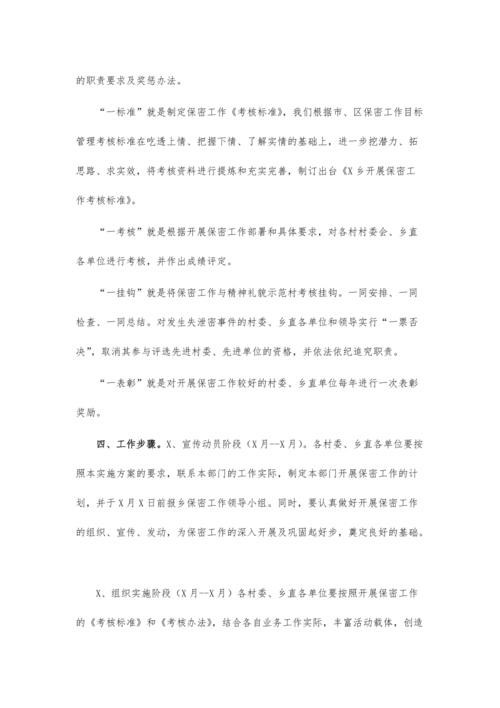 的职责要求及奖惩办法。
“一标准”就是制定保密工作《考核标准》，我们根据市、区保密工作目标
管理考核标准在吃透上情、把握下情、了解实情的基础上，进一步挖潜力、拓
思路、求实效，将考核资料进行提炼和充实完善，制订出台《X乡开展保密工
作考核标准》。
“一考核”就是根据开展保密工作部署和具体要求，对各村村委会、乡直
各单位进行考核，并作出成绩评定。
“一挂钩”就是将保密工作与精神礼貌示范村考核挂钩。一同安排、一同
检查、一同总结。对发生失泄密事件的村委、乡直各单位和领导实行“一票否
决”，取消其参与评选先进村委、先进单位的资格，并依法依纪追究职责。
“一表彰”就是对开展保密工作较好的村委、乡直单位每年进行一次表彰
奖励。
四、工作步骤。X、宣传动员阶段（X月--X月）。各村委、乡直各单位要按
照本实施方案的要求，联系本部门的工作实际，制定本部门开展保密工作的计
划，并于X月X日前报乡保密工作领导小组。同时，要认真做好开展保密工作
的组织、宣传、发动，为保密工作的深入开展及巩固起好步，奠定良好的基础。
X、组织实施阶段（X月--X月）各村委、乡直各单位要按照开展保密工作
的《考核标准》和《考核办法》，结合各自业务工作实际，丰富活动载体，创造